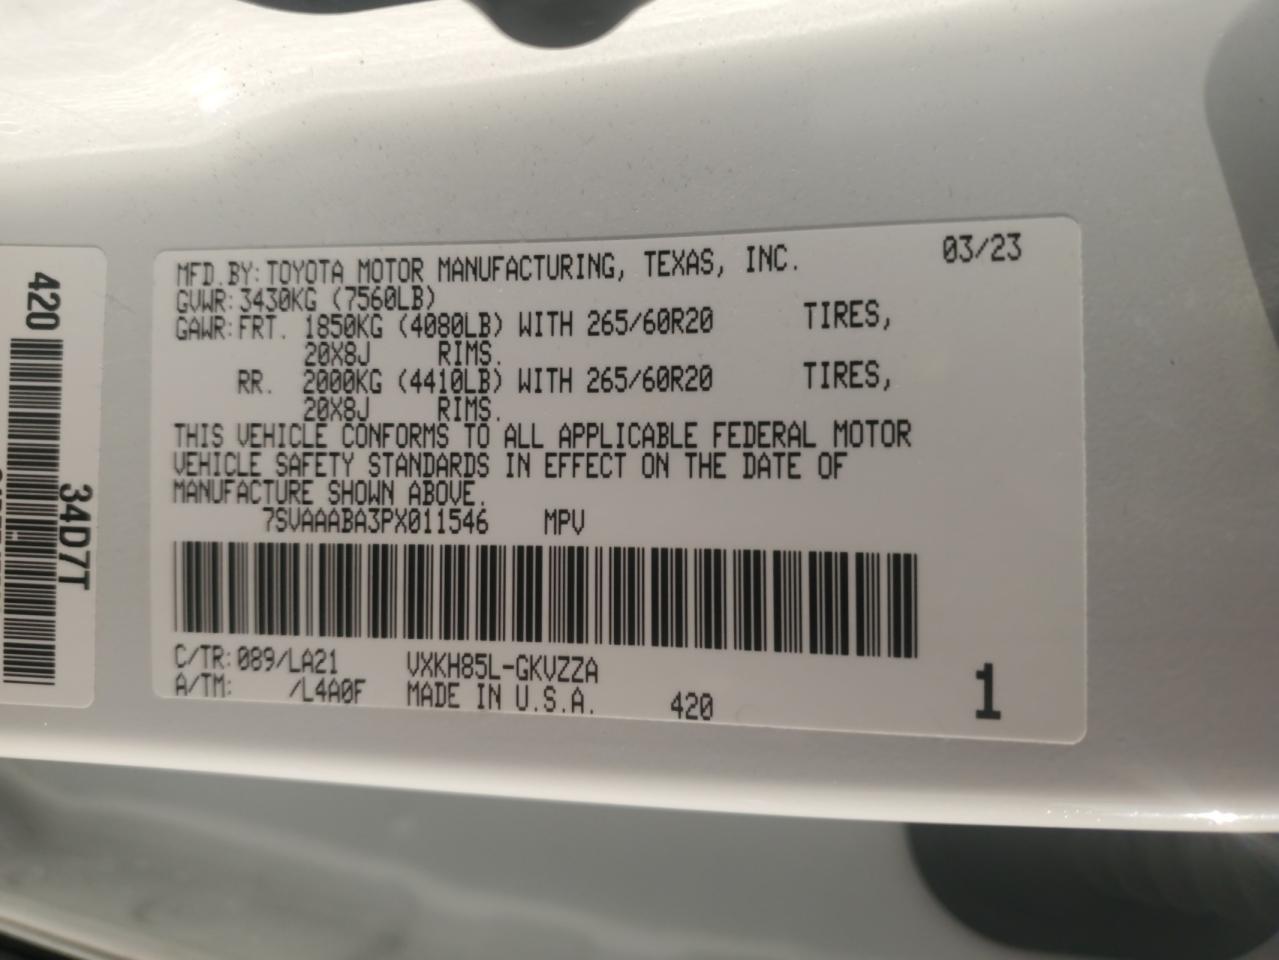 MFD.BY:TOYOTA MOTOR MANUFACTURING, TEXAS, INC. 03/23
GVWR:3430KG (7560LB)
GAWR:FRT. 1850KG (4080LB) WITH 265/60R20 TIRES,
20X8J RIMS.
RR. 2000KG (4410LB) WITH 265/60R20 TIRES,
20X8J RIMS.
THIS VEHICLE CONFORMS TO ALL APPLICABLE FEDERAL MOTOR
VEHICLE SAFETY STANDARDS IN EFFECT ON THE DATE OF
MANUFACTURE SHOWN ABOVE.
7SVAAABA3PX011546 MPV
C/TR:089/LA21 VXKH85L-GKVZZA
A/TM: /L4A0F MADE IN U.S.A. 420 1
420
34D7T